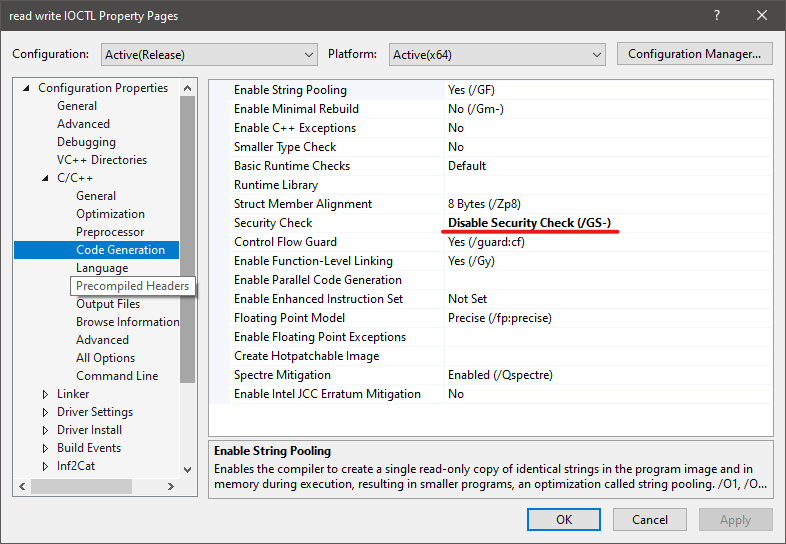 read write IOCTL Property Pages
Configuration: Active(Release) Platform: Active(x64) Configuration Manager...
Configuration Properties
General
Advanced
Debugging
VC++ Directories
C/C++
General
Optimization
Preprocessor
Code Generation
Language
Precompiled Headers
Output Files
Browse Information
Advanced
All Options
Command Line
Linker
Driver Settings
Driver Install
Build Events
Inf2Cat
Enable String Pooling Yes (/GF)
Enable Minimal Rebuild No (/Gm-)
Enable C++ Exceptions No
Smaller Type Check No
Basic Runtime Checks Default
Runtime Library
Struct Member Alignment 8 Bytes (/Zp8)
Security Check Disable Security Check (/GS-)
Control Flow Guard Yes (/guard:cf)
Enable Function-Level Linking Yes (/Gy)
Enable Parallel Code Generation
Enable Enhanced Instruction Set Not Set
Floating Point Model Precise (/fp:precise)
Enable Floating Point Exceptions
Create Hotpatchable Image
Spectre Mitigation Enabled (/Qspectre)
Enable Intel JCC Erratum Mitigation No
Enable String Pooling
Enables the compiler to create a single read-only copy of identical strings in the program image and in
memory during execution, resulting in smaller programs, an optimization called string pooling. /O1, /O...
OK Cancel Apply